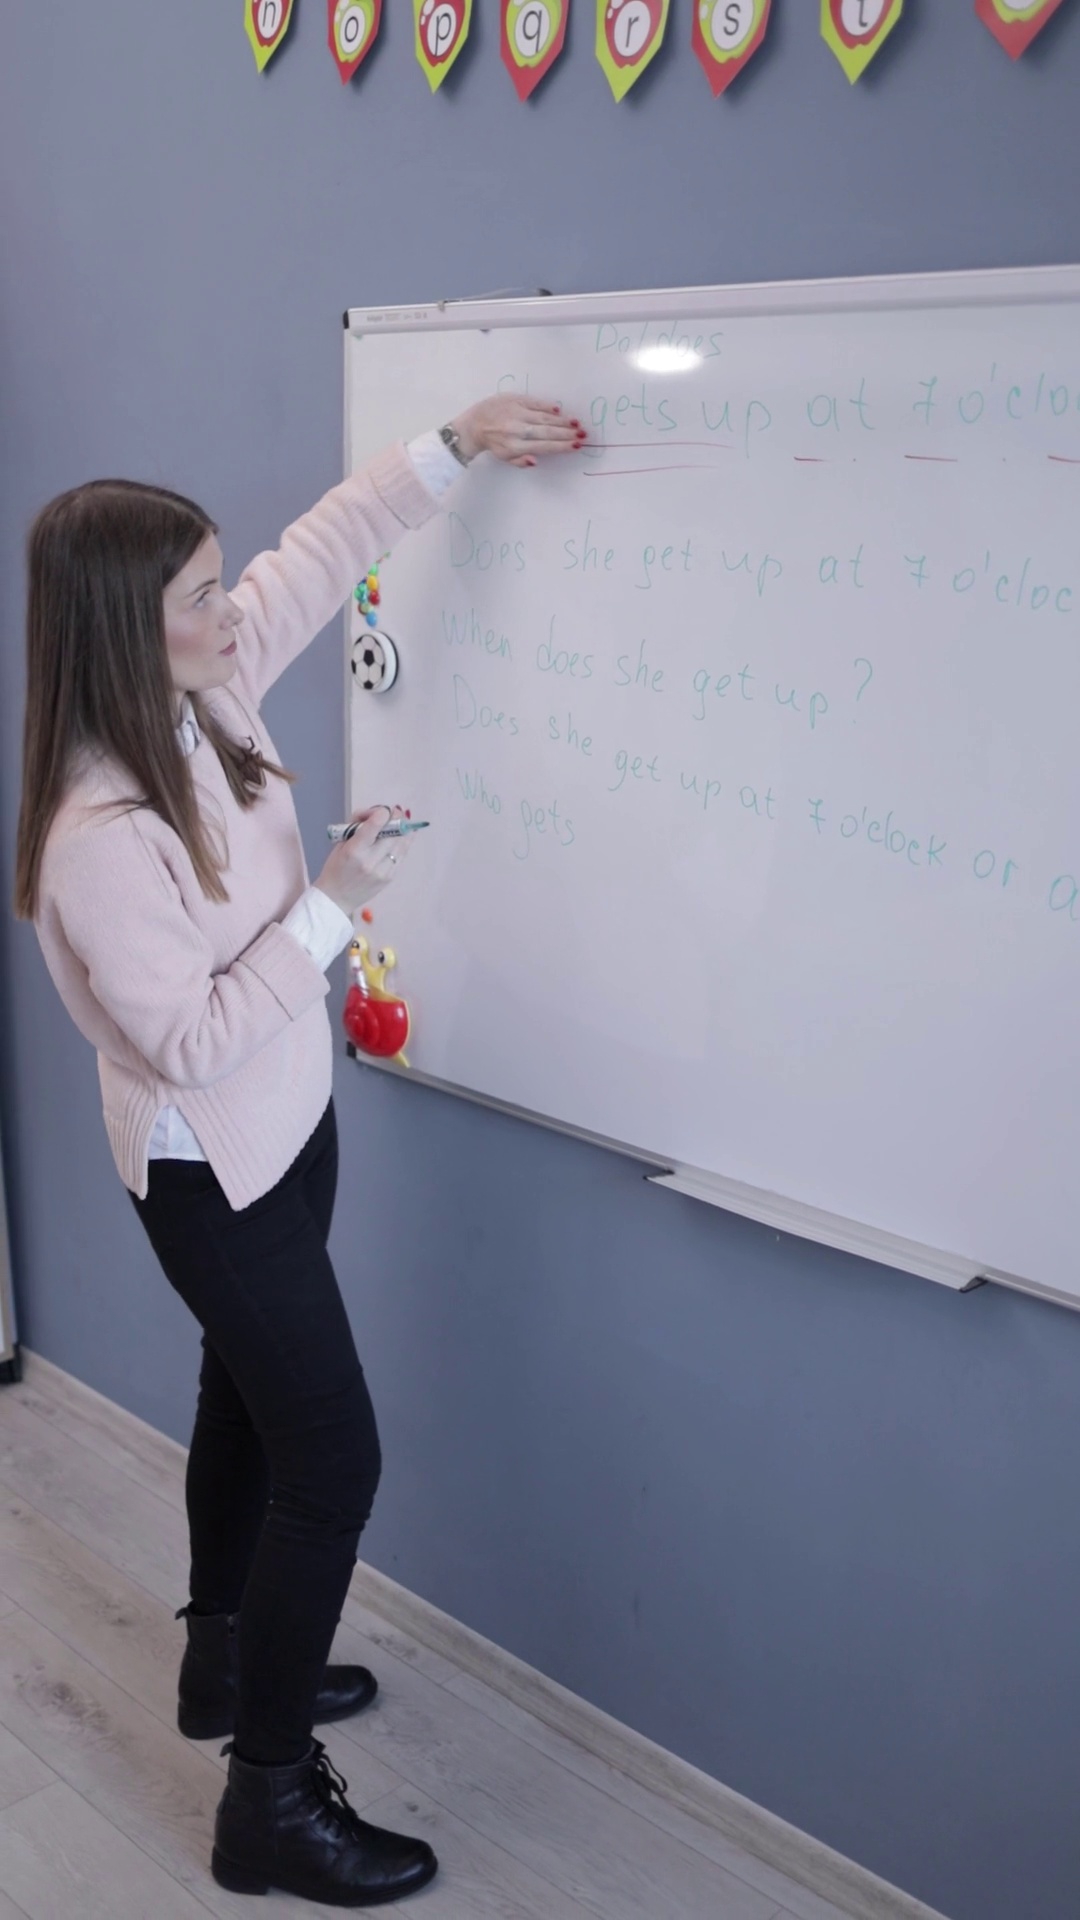 n o p q r s t
Do/does
gets up at 7 o'clo
Does she get up at 7 o'cloc
When does she get up?
Does she get up at 7 o'clock or a
Who gets